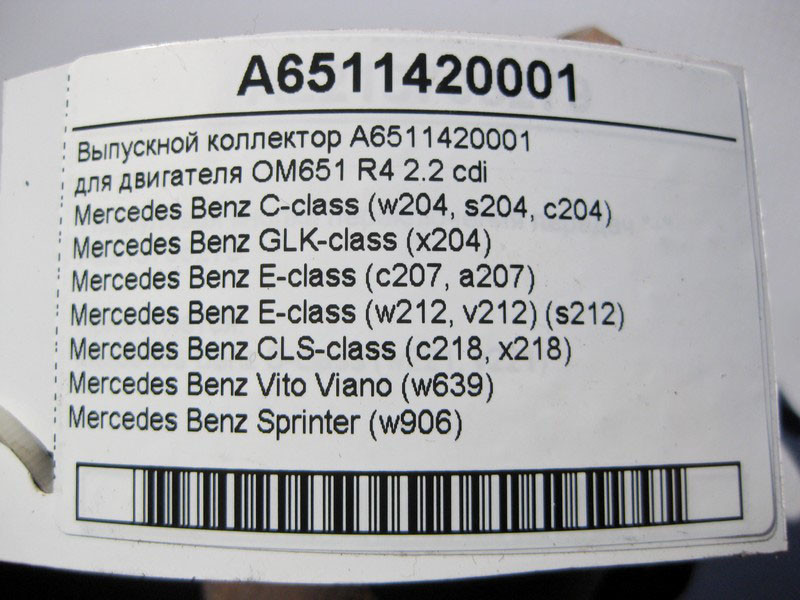 A6511420001
Выпускной коллектор A6511420001
для двигателя OM651 R4 2.2 cdi
Mercedes Benz C-class (w204, s204, c204)
Mercedes Benz GLK-class (x204)
Mercedes Benz E-class (c207, a207)
Mercedes Benz E-class (w212, v212) (s212)
Mercedes Benz CLS-class (c218, x218)
Mercedes Benz Vito Viano (w639)
Mercedes Benz Sprinter (w906)